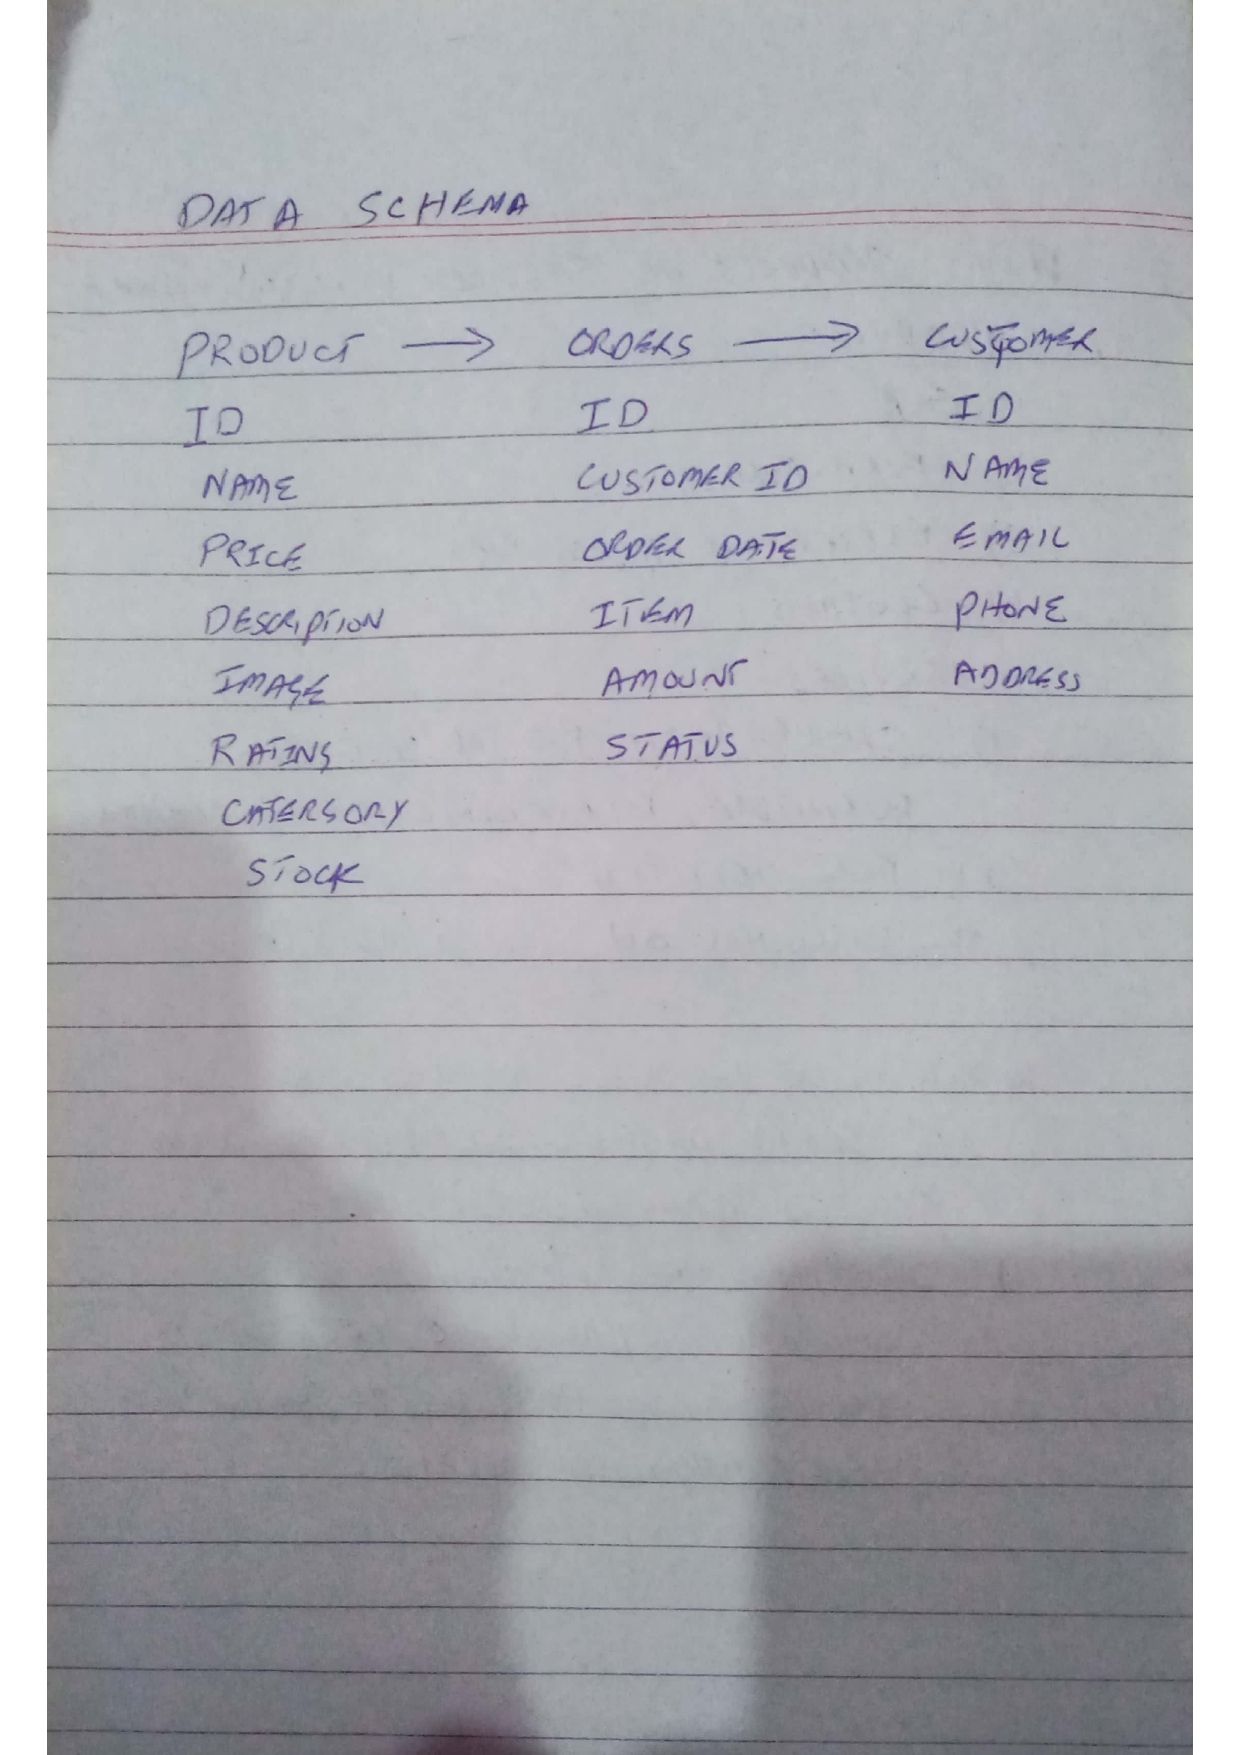 DATA SCHEMA
PRODUCT → ORDERS → CUSTOMER
ID ID ID
NAME CUSTOMER ID NAME
PRICE ORDER DATE EMAIL
DESCRIPTION ITEM PHONE
IMAGE AMOUNT ADDRESS
RATING STATUS
CATERGORY
STOCK